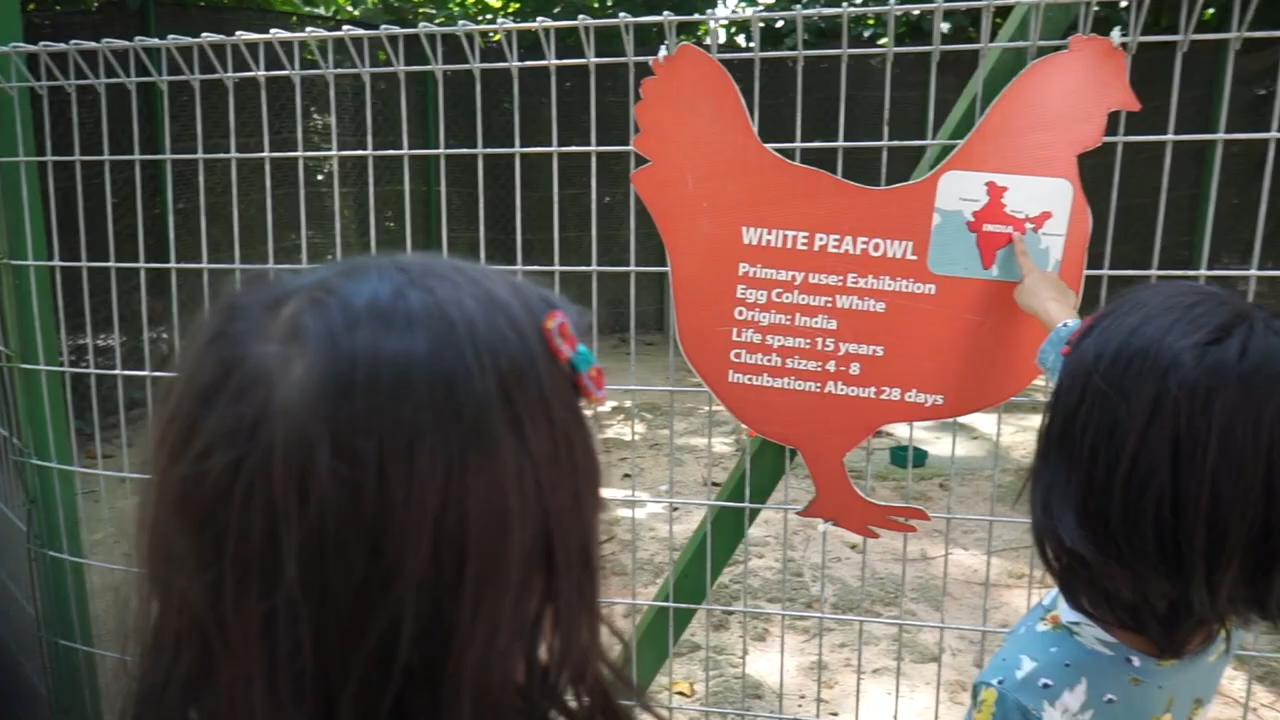 WHITE PEAFOWL
Primary use: Exhibition
Egg Colour: White
Origin: India
Life span: 15 years
Clutch size: 4 - 8
Incubation: About 28 days
INDIA